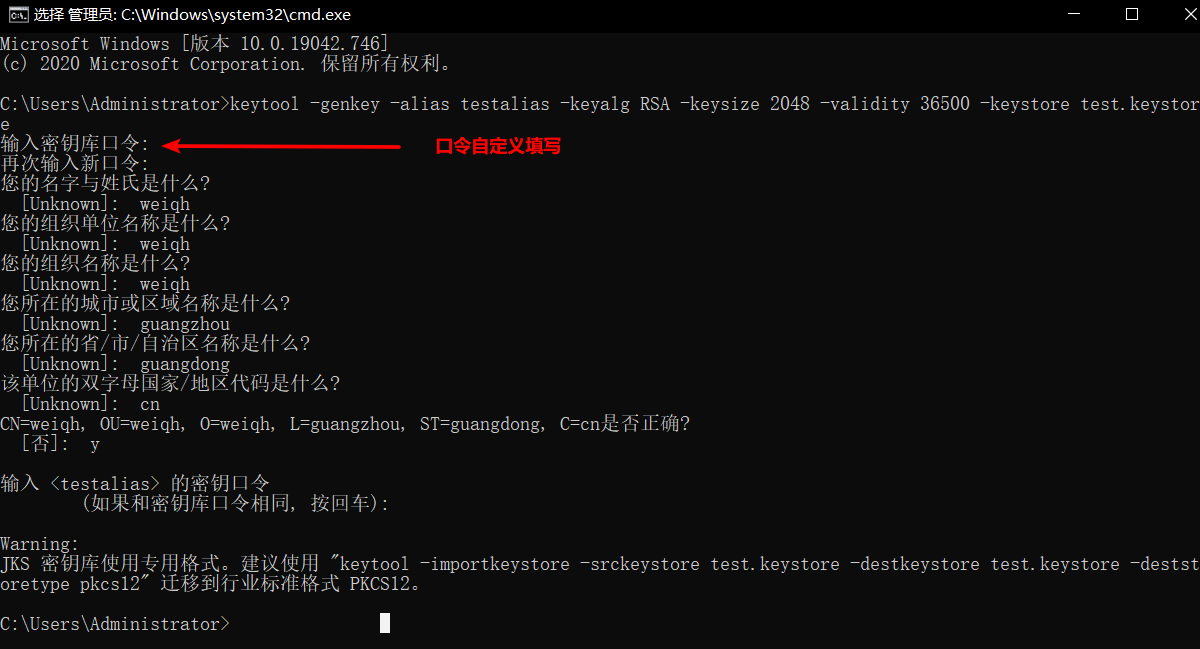 选择 管理员: C:\Windows\system32\cmd.exe
Microsoft Windows [版本 10.0.19042.746]
(c) 2020 Microsoft Corporation. 保留所有权利。
C:\Users\Administrator>keytool -genkey -alias testalias -keyalg RSA -keysize 2048 -validity 36500 -keystore test.keystor
e
输入密钥库口令: 口令自定义填写
再次输入新口令:
您的名字与姓氏是什么?
[Unknown]: weiqh
您的组织单位名称是什么?
[Unknown]: weiqh
您的组织名称是什么?
[Unknown]: weiqh
您所在的城市或区域名称是什么?
[Unknown]: guangzhou
您所在的省/市/自治区名称是什么?
[Unknown]: guangdong
该单位的双字母国家/地区代码是什么?
[Unknown]: cn
CN=weiqh, OU=weiqh, O=weiqh, L=guangzhou, ST=guangdong, C=cn是否正确?
[否]: y
输入 <testalias> 的密钥口令
(如果和密钥库口令相同, 按回车):
Warning:
JKS 密钥库使用专用格式。建议使用 "keytool -importkeystore -srckeystore test.keystore -destkeystore test.keystore -destst
oretype pkcs12" 迁移到行业标准格式 PKCS12。
C:\Users\Administrator>